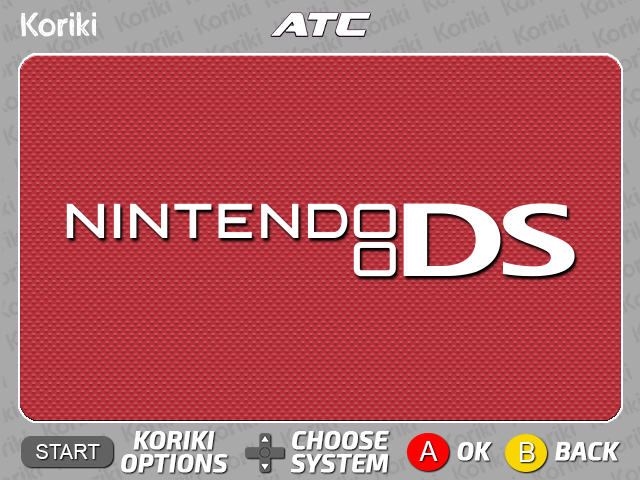 Koriki
ATC
NINTENDO DS
START
KORIKI
OPTIONS
CHOOSE
SYSTEM
A OK
B BACK